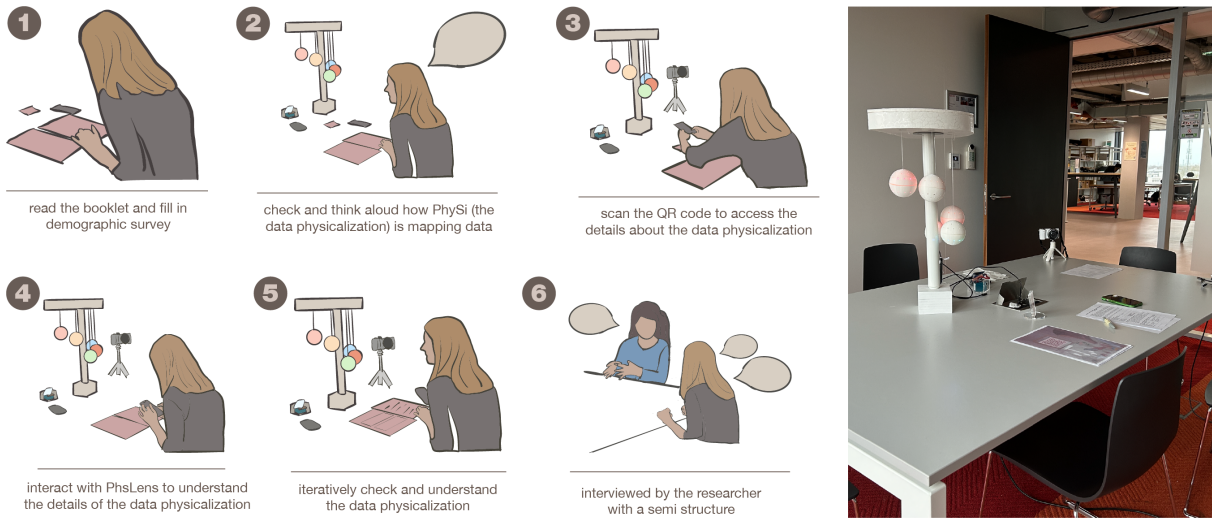 1
read the booklet and fill in
demographic survey
2
check and think aloud how PhySi (the
data physicalization) is mapping data
3
scan the QR code to access the
details about the data physicalization
4
interact with PhsLens to understand
the details of the data physicalization
5
iteratively check and understand
the data physicalization
6
interviewed by the researcher
with a semi structure